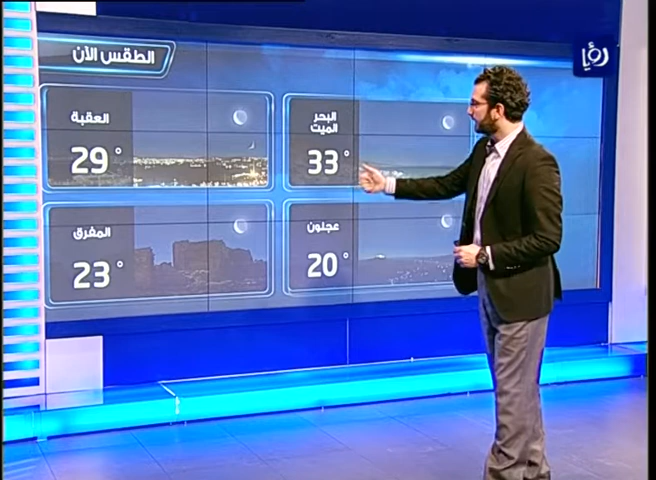 رؤيا
الطقس الآن
البحر
الميت
33°
العقبة
29°
عجلون
20°
المفرق
23°